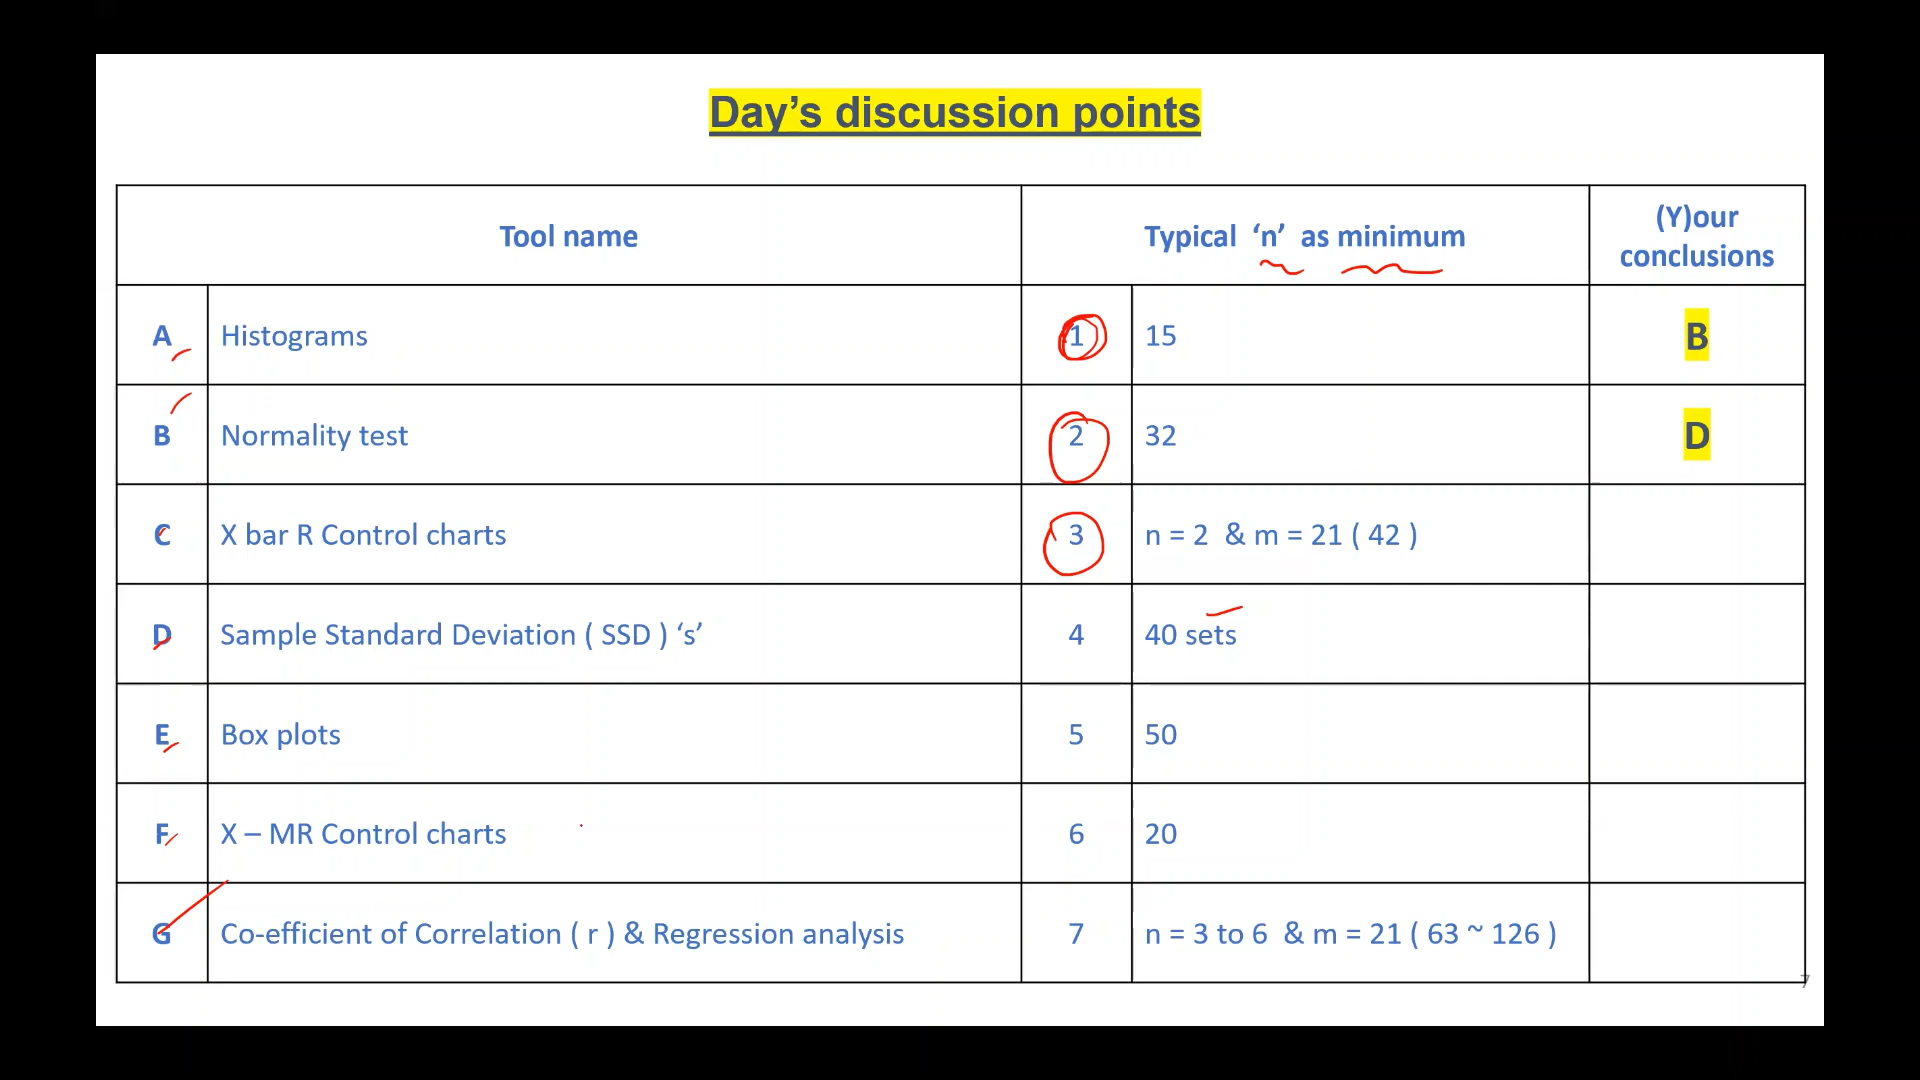 Day’s discussion points
Tool name
Typical ‘n’ as minimum
(Y)our
conclusions
A Histograms 1 15 B
B Normality test 2 32 D
C X bar R Control charts 3 n = 2 & m = 21 ( 42 )
D Sample Standard Deviation ( SSD ) ‘s’ 4 40 sets
E Box plots 5 50
F X – MR Control charts 6 20
G Co-efficient of Correlation ( r ) & Regression analysis 7 n = 3 to 6 & m = 21 ( 63 ~ 126 )
7